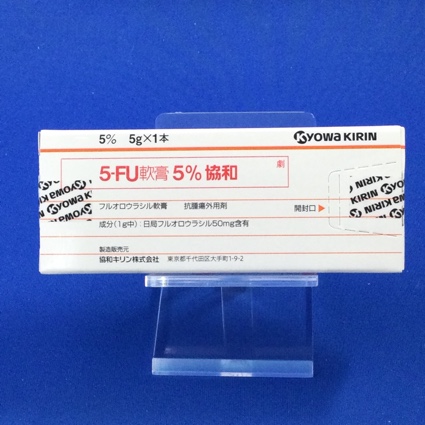 5% 5g×1本
KYOWA KIRIN
5-FU軟膏5%協和
劇
KYOWA KIRIN
KYOWA KIRIN
フルオロウラシル軟膏 抗腫瘍外用剤
開封口▶
成分(1g中):日局フルオロウラシル50mg含有
製造販売元
協和キリン株式会社 東京都千代田区大手町1-9-2